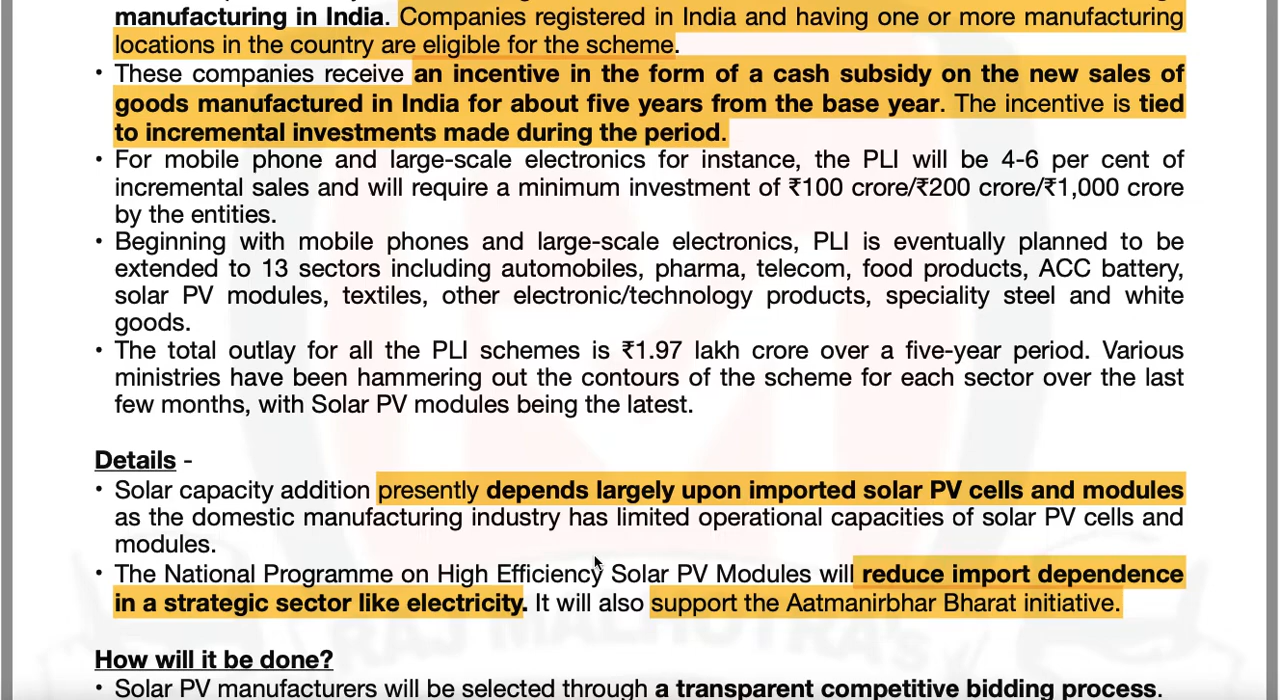 manufacturing in India. Companies registered in India and having one or more manufacturing
locations in the country are eligible for the scheme.
• These companies receive an incentive in the form of a cash subsidy on the new sales of
goods manufactured in India for about five years from the base year. The incentive is tied
to incremental investments made during the period.
• For mobile phone and large-scale electronics for instance, the PLI will be 4-6 per cent of
incremental sales and will require a minimum investment of ₹100 crore/₹200 crore/₹1,000 crore
by the entities.
• Beginning with mobile phones and large-scale electronics, PLI is eventually planned to be
extended to 13 sectors including automobiles, pharma, telecom, food products, ACC battery,
solar PV modules, textiles, other electronic/technology products, speciality steel and white
goods.
• The total outlay for all the PLI schemes is ₹1.97 lakh crore over a five-year period. Various
ministries have been hammering out the contours of the scheme for each sector over the last
few months, with Solar PV modules being the latest.
Details -
• Solar capacity addition presently depends largely upon imported solar PV cells and modules
as the domestic manufacturing industry has limited operational capacities of solar PV cells and
modules.
• The National Programme on High Efficiency Solar PV Modules will reduce import dependence
in a strategic sector like electricity. It will also support the Aatmanirbhar Bharat initiative.
RAJ MALHOTRA'S
How will it be done?
• Solar PV manufacturers will be selected through a transparent competitive bidding process.